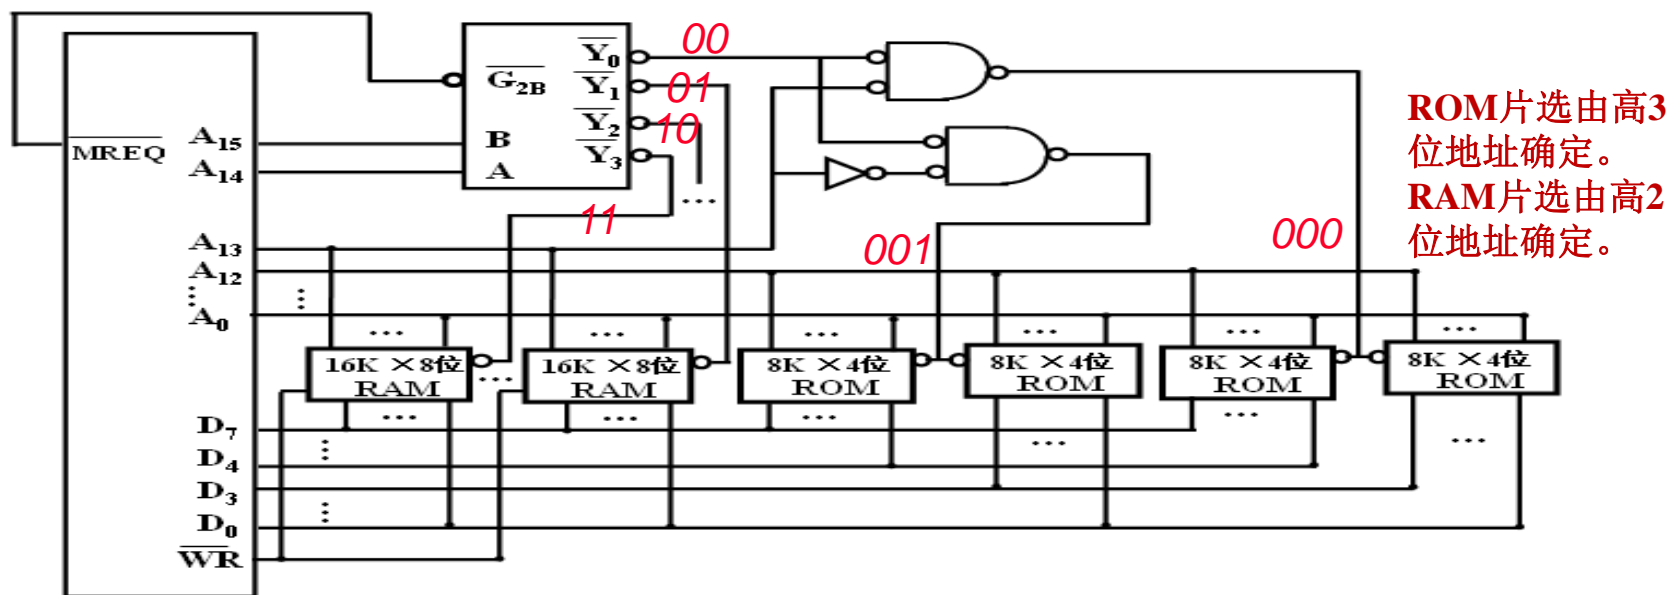 00
Y0
G2B
01
Y1
10
Y2
MREQ
A15
B
Y3
A14
A
...
11
ROM片选由高3
位地址确定。
RAM片选由高2
位地址确定。
A13
001
000
A12
...
A0
...
...
...
...
...
...
...
16K ×8位
RAM
...
16K ×8位
RAM
8K ×4位
ROM
8K ×4位
ROM
8K ×4位
ROM
8K ×4位
ROM
...
...
...
...
...
...
D7
...
D4
D3
...
D0
WR